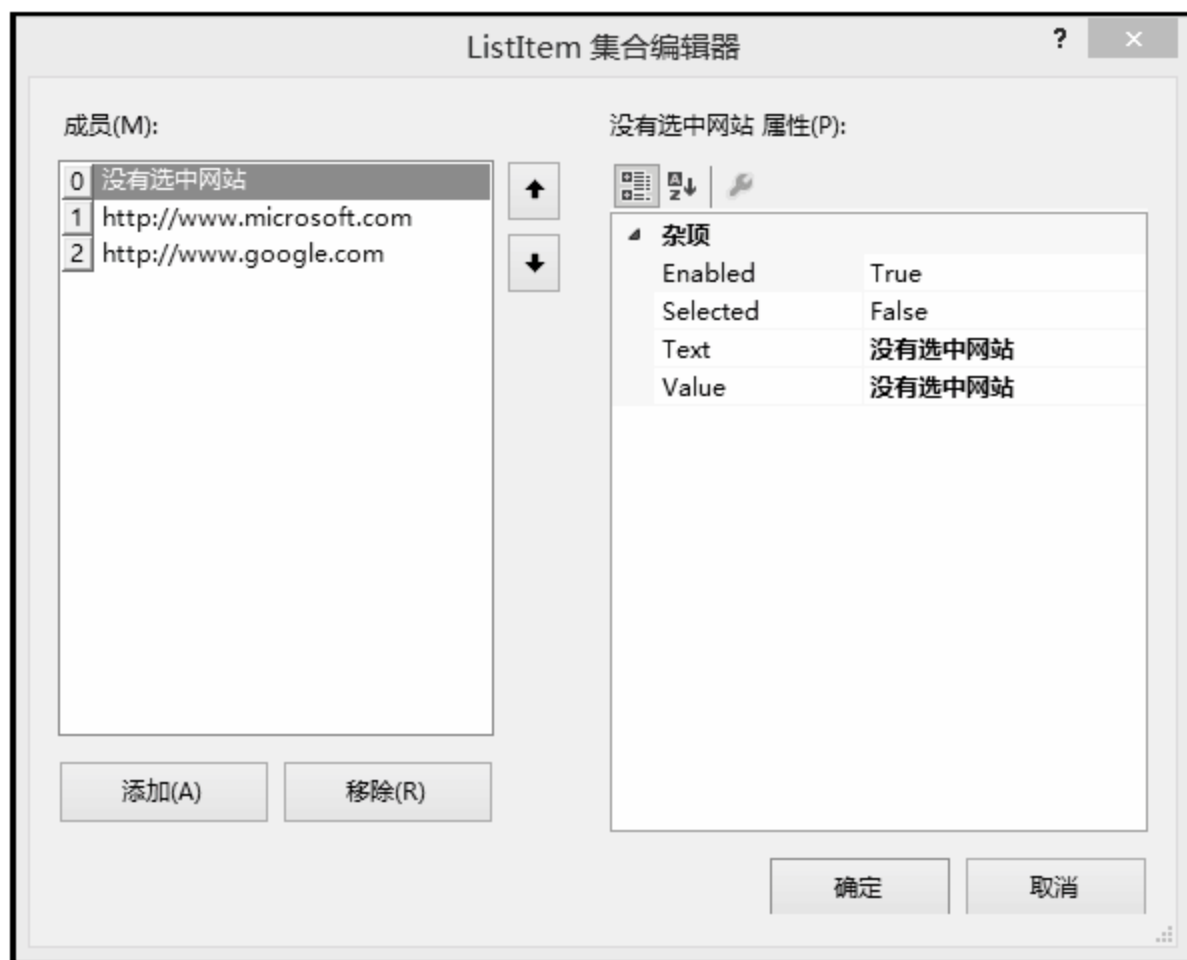 ListItem 集合编辑器
?
×
成员(M):
0 没有选中网站
1 http://www.microsoft.com
2 http://www.google.com
添加(A)
移除(R)
没有选中网站 属性(P):
杂项
Enabled True
Selected False
Text 没有选中网站
Value 没有选中网站
确定
取消